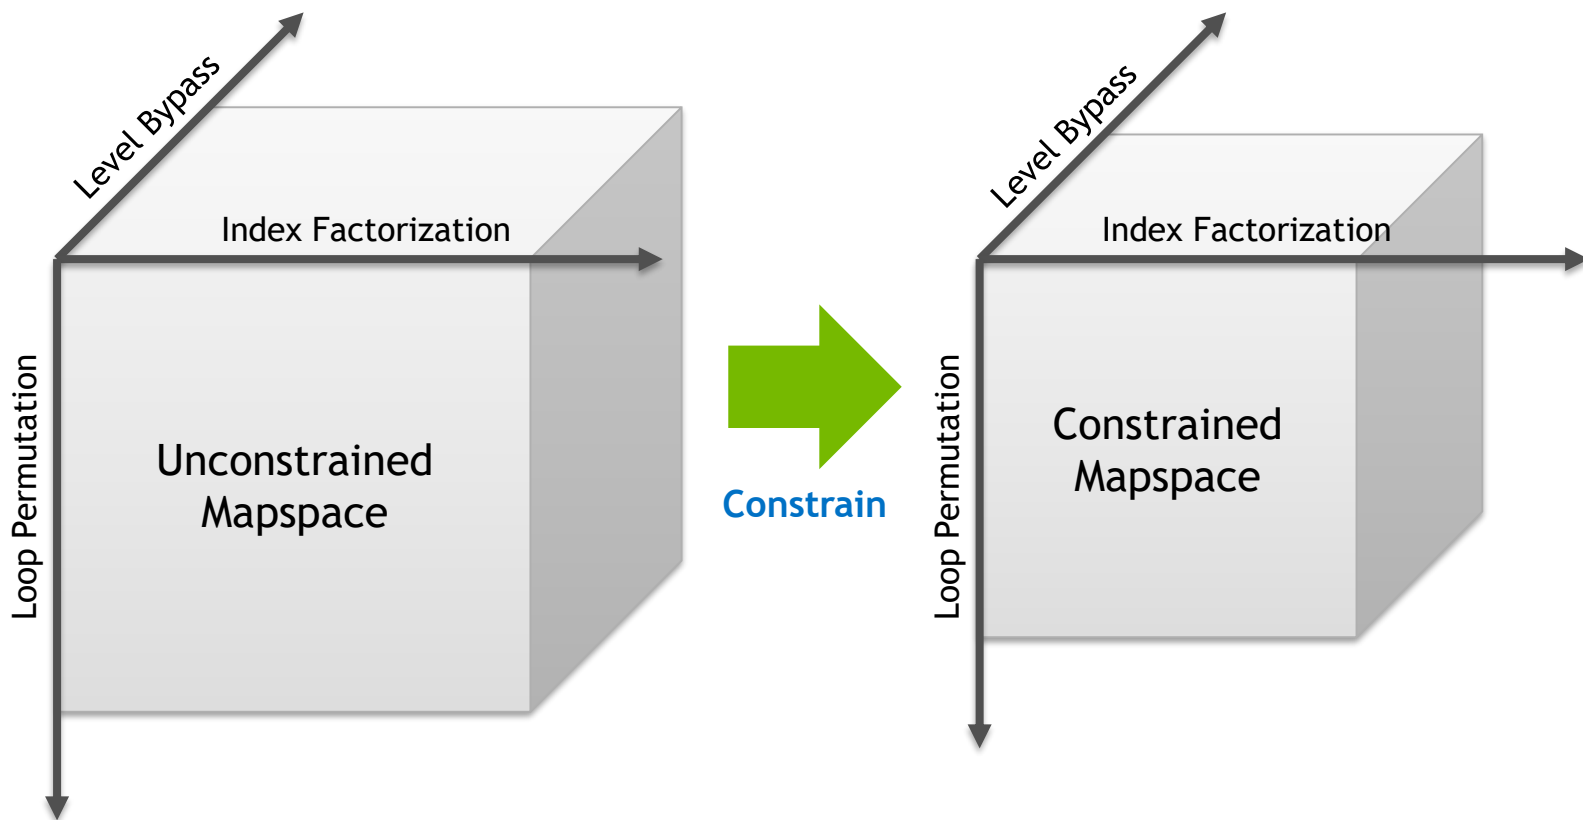 Level Bypass
Index Factorization
Loop Permutation
Unconstrained
Mapspace
Constrain
Level Bypass
Index Factorization
Loop Permutation
Constrained
Mapspace